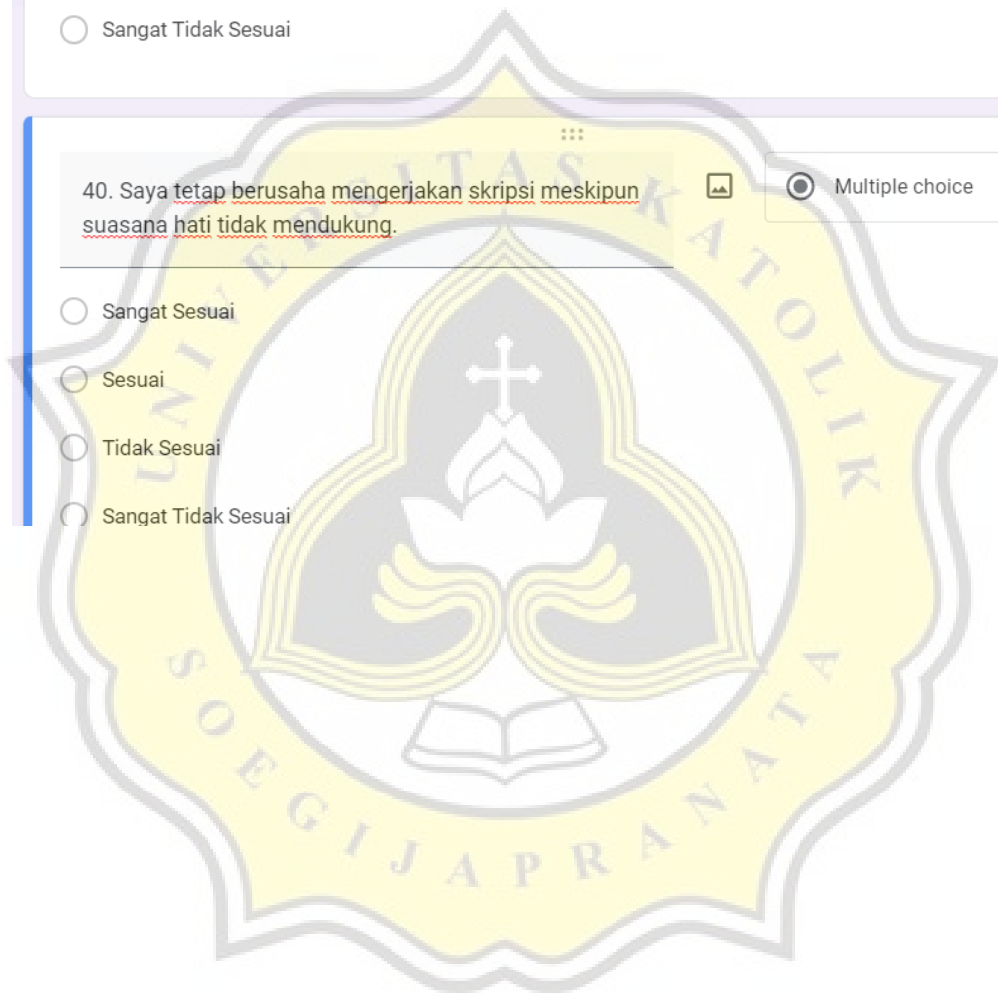 Sangat Tidak Sesuai
40. Saya tetap berusaha mengerjakan skripsi meskipun
suasana hati tidak mendukung.
Multiple choice
Sangat Sesuai
Sesuai
Tidak Sesuai
Sangat Tidak Sesuai
UNIVERSITAS KATOLIK
SOEGIJAPRANATA